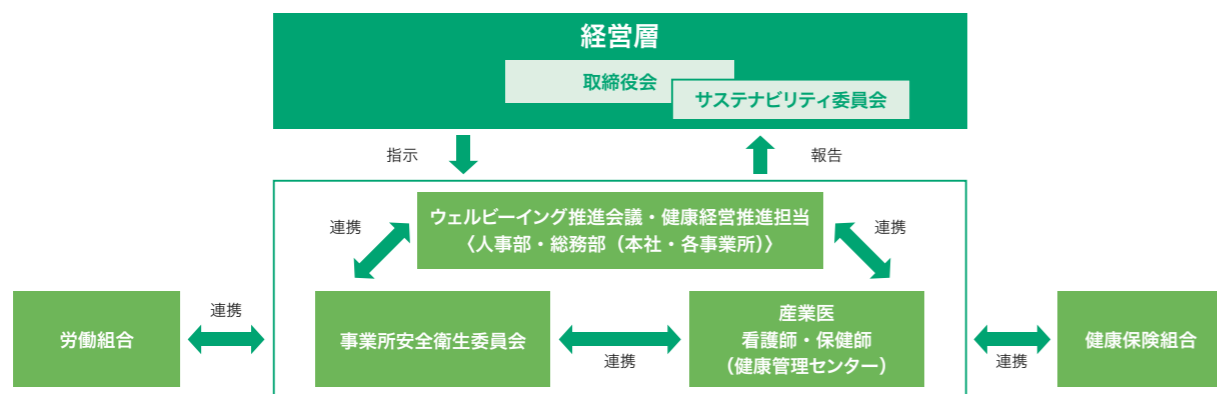 経営層
取締役会
サステナビリティ委員会
指示
報告
連携
ウェルビーイング推進会議・健康経営推進担当
〈人事部・総務部（本社・各事業所）〉
連携
労働組合
連携
事業所安全衛生委員会
連携
産業医
看護師・保健師
（健康管理センター）
連携
健康保険組合